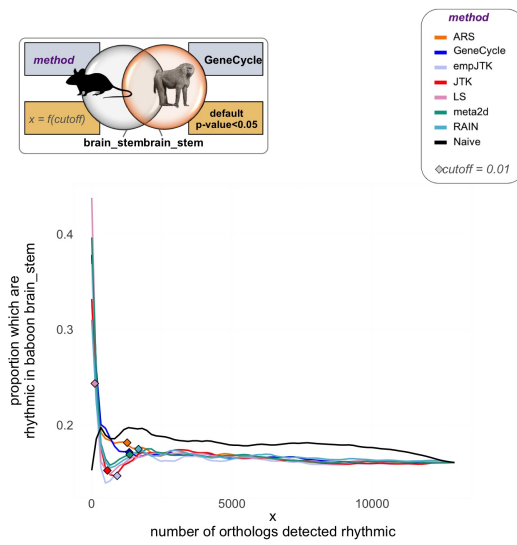 method
ARS
GeneCycle
empJTK
JTK
LS
meta2d
RAIN
Naive
cutoff = 0.01
method
GeneCycle
x = f(cutoff)
default
p-value<0.05
brain_stem
brain_stem
0.4
0.3
0.2
proportion which are
rhythmic in baboon brain_stem
0
5000
10000
x
number of orthologs detected rhythmic